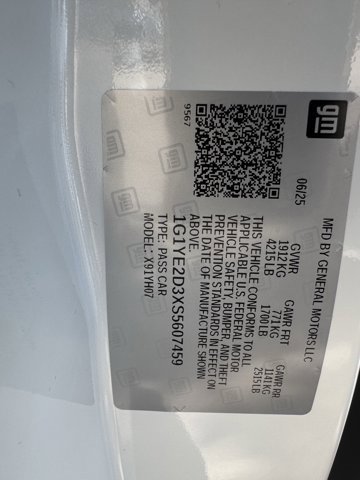 gm
MFD BY GENERAL MOTORS LLC
06/25
GVWR GAWR FRT GAWR RR
1912KG 771KG 1141KG
4215LB 1700LB 2515LB
THIS VEHICLE CONFORMS TO ALL
APPLICABLE U.S. FEDERAL MOTOR
VEHICLE SAFETY, BUMPER, AND THEFT
PREVENTION STANDARDS IN EFFECT ON
THE DATE OF MANUFACTURE SHOWN
ABOVE.
1G1YE2D3XS5607459
TYPE: PASS CAR
MODEL: X91YH07
9567